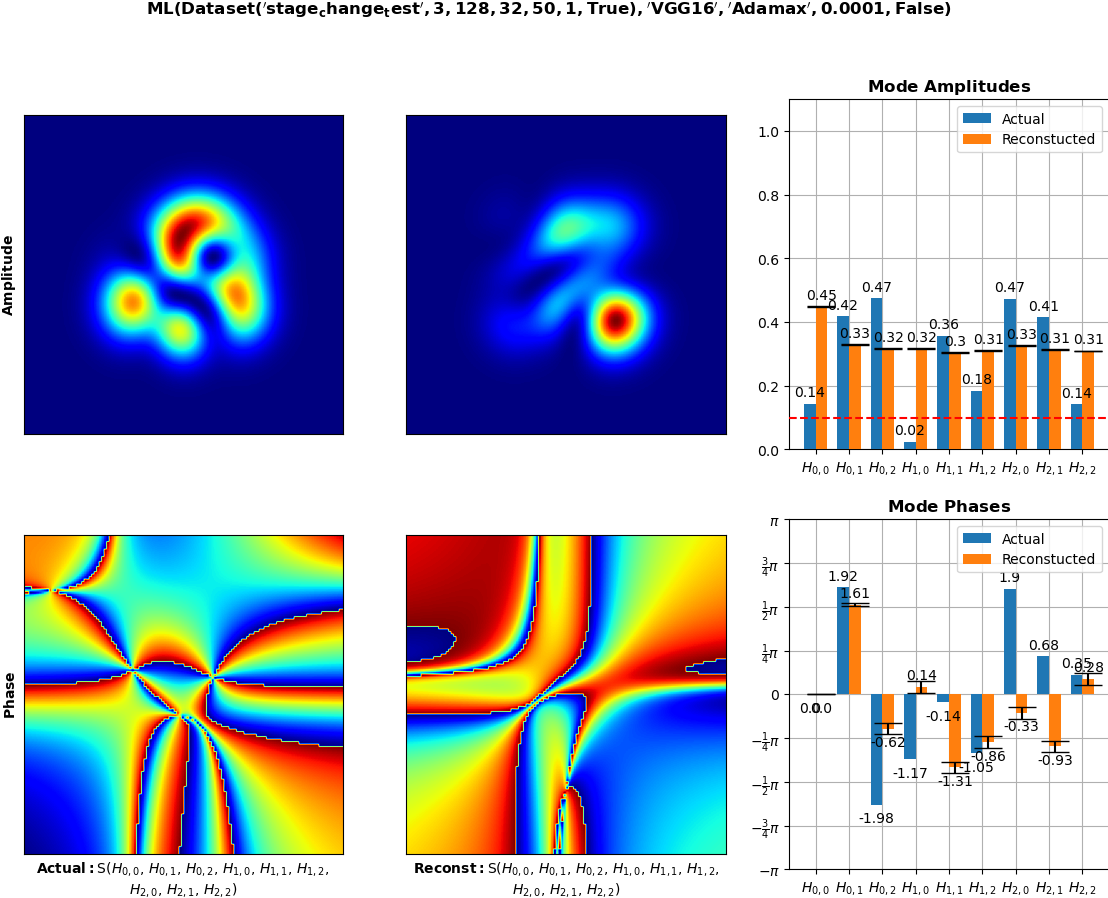 ML(Dataset('stage_change_test', 3, 128, 32, 50, 1, True), 'VGG16', 'Adamax', 0.0001, False)
Amplitude
Mode Amplitudes
Actual
Reconstucted
1.0
0.8
0.6
0.4
0.2
0.0
0.14 0.45 0.42 0.33 0.47 0.32 0.02 0.32 0.36 0.3 0.18 0.31 0.47 0.33 0.41 0.31 0.14 0.31
H0,0 H0,1 H0,2 H1,0 H1,1 H1,2 H2,0 H2,1 H2,2
Phase
Actual: S(H0,0, H0,1, H0,2, H1,0, H1,1, H1,2,
H2,0, H2,1, H2,2)
Reconst: S(H0,0, H0,1, H0,2, H1,0, H1,1, H1,2,
H2,0, H2,1, H2,2)
Mode Phases
Actual
Reconstucted
π
3/4π
1/2π
1/4π
0
−1/4π
−1/2π
−3/4π
−π
0.0 0.0 1.92 1.61 -1.98 -0.62 -1.17 0.14 -0.14 -1.31 -1.05 -0.86 1.9 -0.33 0.68 -0.93 0.35 0.28
H0,0 H0,1 H0,2 H1,0 H1,1 H1,2 H2,0 H2,1 H2,2